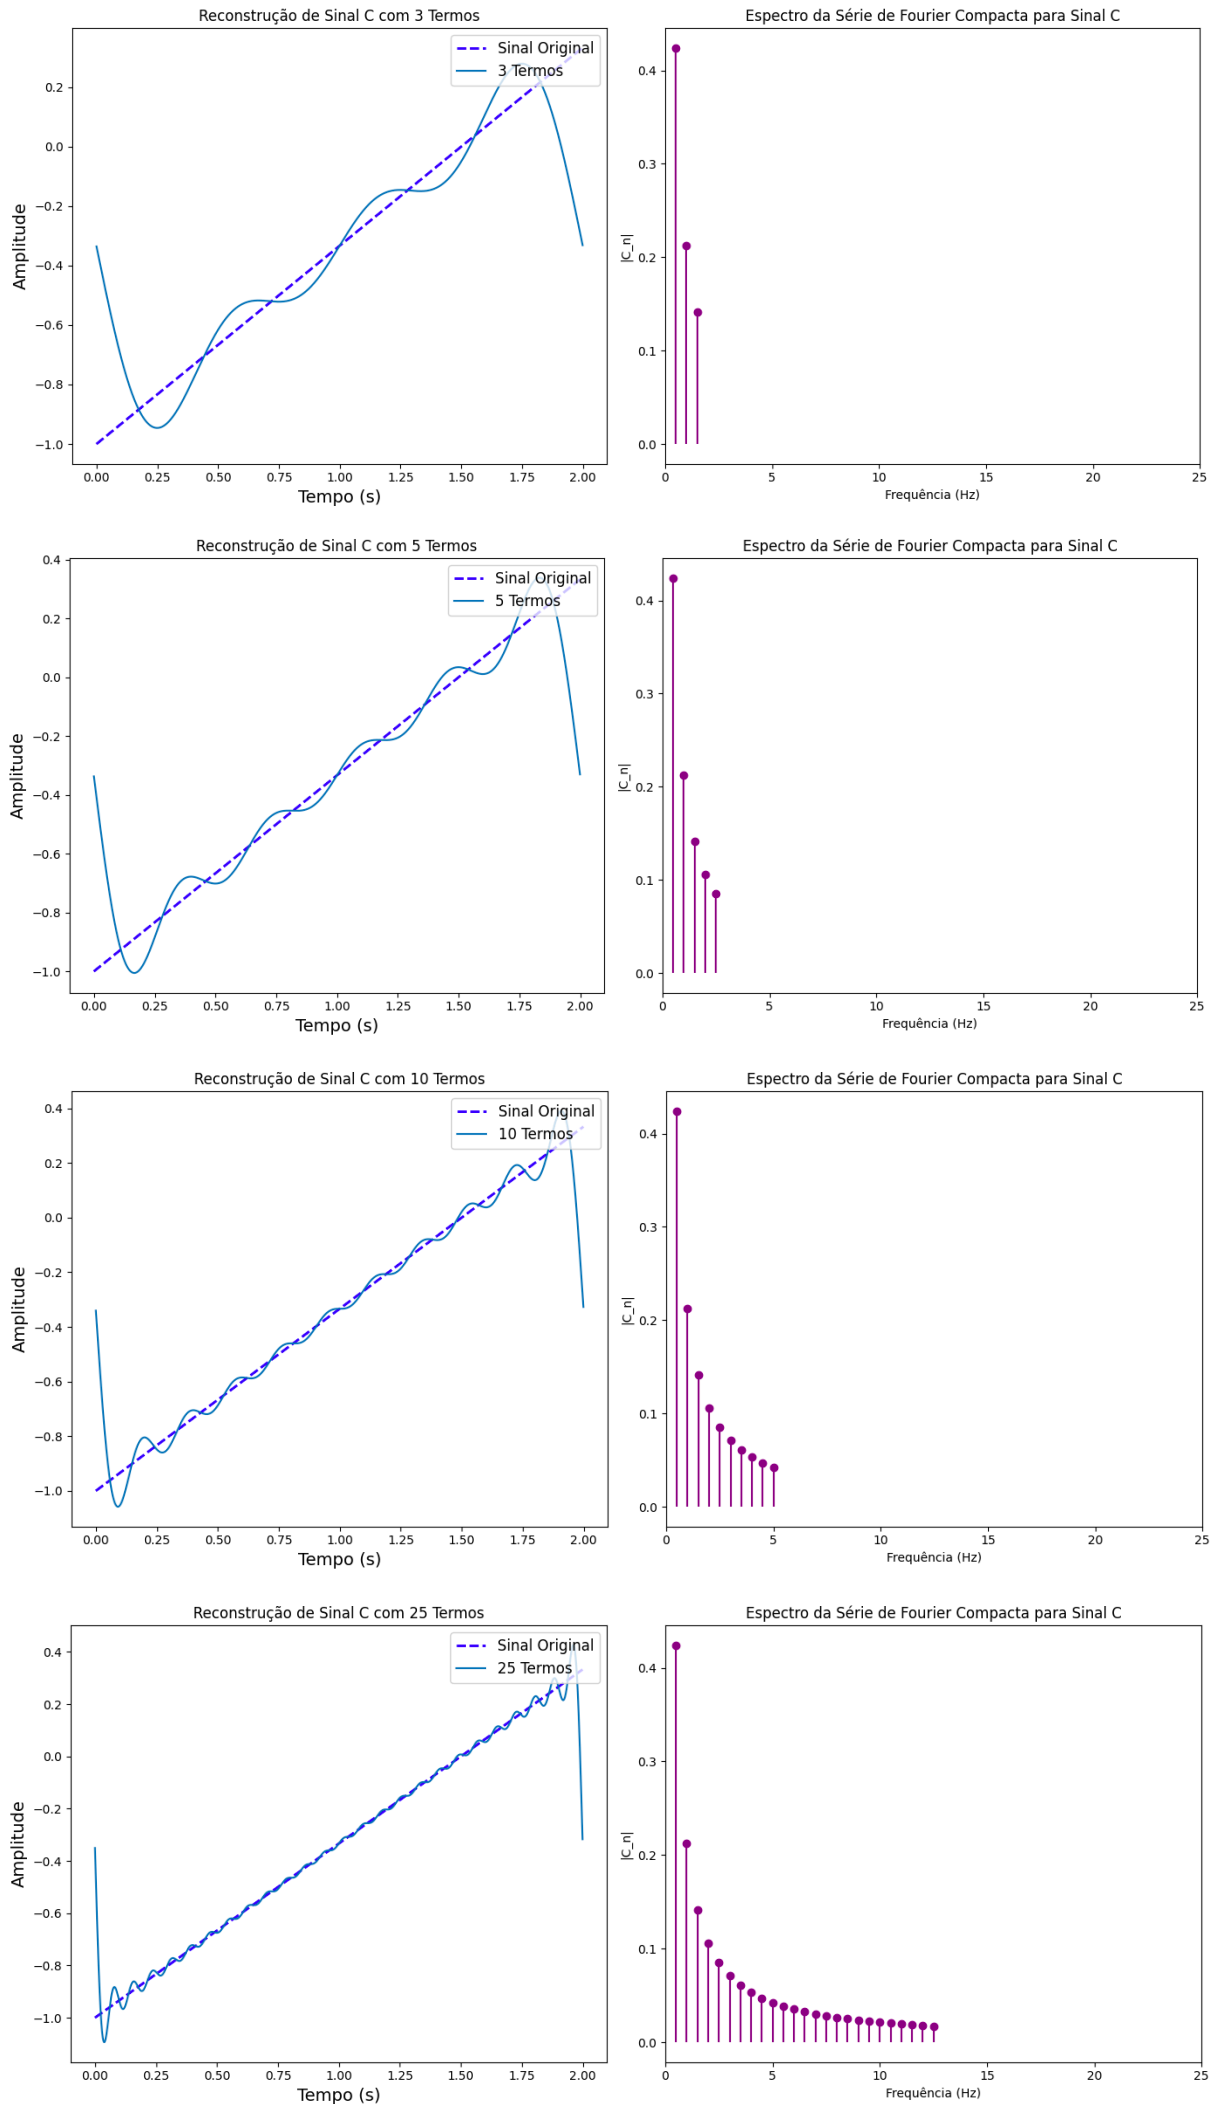 Reconstrução de Sinal C com 3 Termos
Sinal Original
3 Termos
Amplitude
0.2
0.0
−0.2
−0.4
−0.6
−0.8
−1.0
0.00 0.25 0.50 0.75 1.00 1.25 1.50 1.75 2.00
Tempo (s)
Espectro da Série de Fourier Compacta para Sinal C
|C_n|
0.4
0.3
0.2
0.1
0.0
0 5 10 15 20 25
Frequência (Hz)
Reconstrução de Sinal C com 5 Termos
Sinal Original
5 Termos
Amplitude
0.4
0.2
0.0
−0.2
−0.4
−0.6
−0.8
−1.0
0.00 0.25 0.50 0.75 1.00 1.25 1.50 1.75 2.00
Tempo (s)
Espectro da Série de Fourier Compacta para Sinal C
|C_n|
0.4
0.3
0.2
0.1
0.0
0 5 10 15 20 25
Frequência (Hz)
Reconstrução de Sinal C com 10 Termos
Sinal Original
10 Termos
Amplitude
0.4
0.2
0.0
−0.2
−0.4
−0.6
−0.8
−1.0
0.00 0.25 0.50 0.75 1.00 1.25 1.50 1.75 2.00
Tempo (s)
Espectro da Série de Fourier Compacta para Sinal C
|C_n|
0.4
0.3
0.2
0.1
0.0
0 5 10 15 20 25
Frequência (Hz)
Reconstrução de Sinal C com 25 Termos
Sinal Original
25 Termos
Amplitude
0.4
0.2
0.0
−0.2
−0.4
−0.6
−0.8
−1.0
0.00 0.25 0.50 0.75 1.00 1.25 1.50 1.75 2.00
Tempo (s)
Espectro da Série de Fourier Compacta para Sinal C
|C_n|
0.4
0.3
0.2
0.1
0.0
0 5 10 15 20 25
Frequência (Hz)